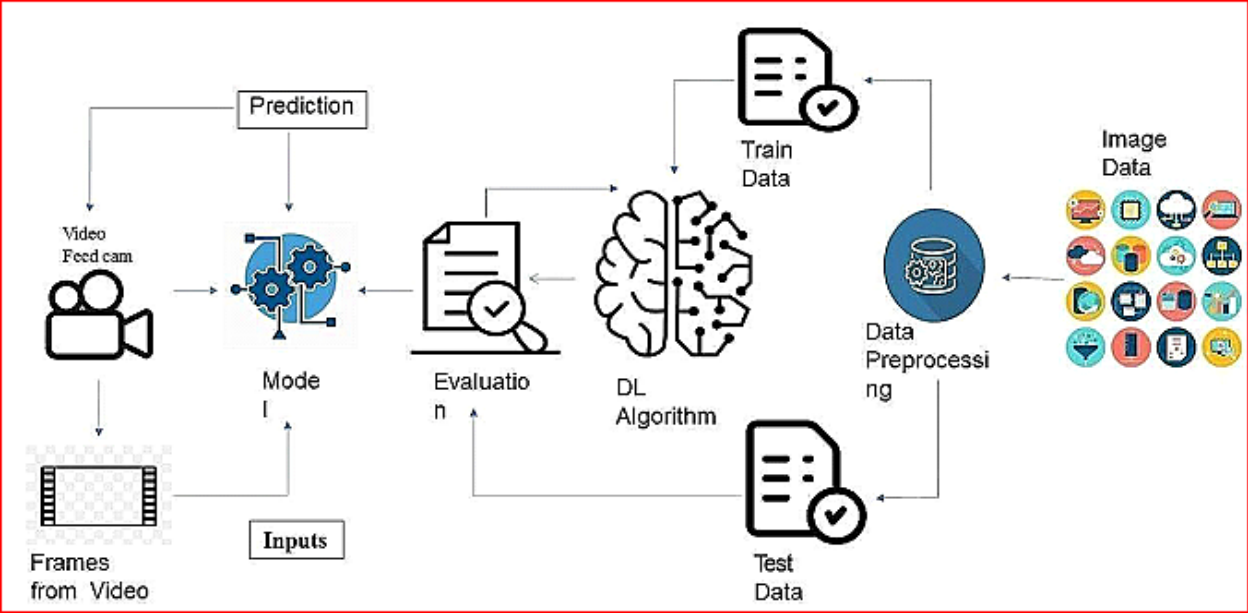 Prediction
Train
Data
Image
Data
Video
Feed cam
Data
Preprocessi
ng
Mode
l
Evaluatio
n
DL
Algorithm
Inputs
Frames
from Video
Test
Data